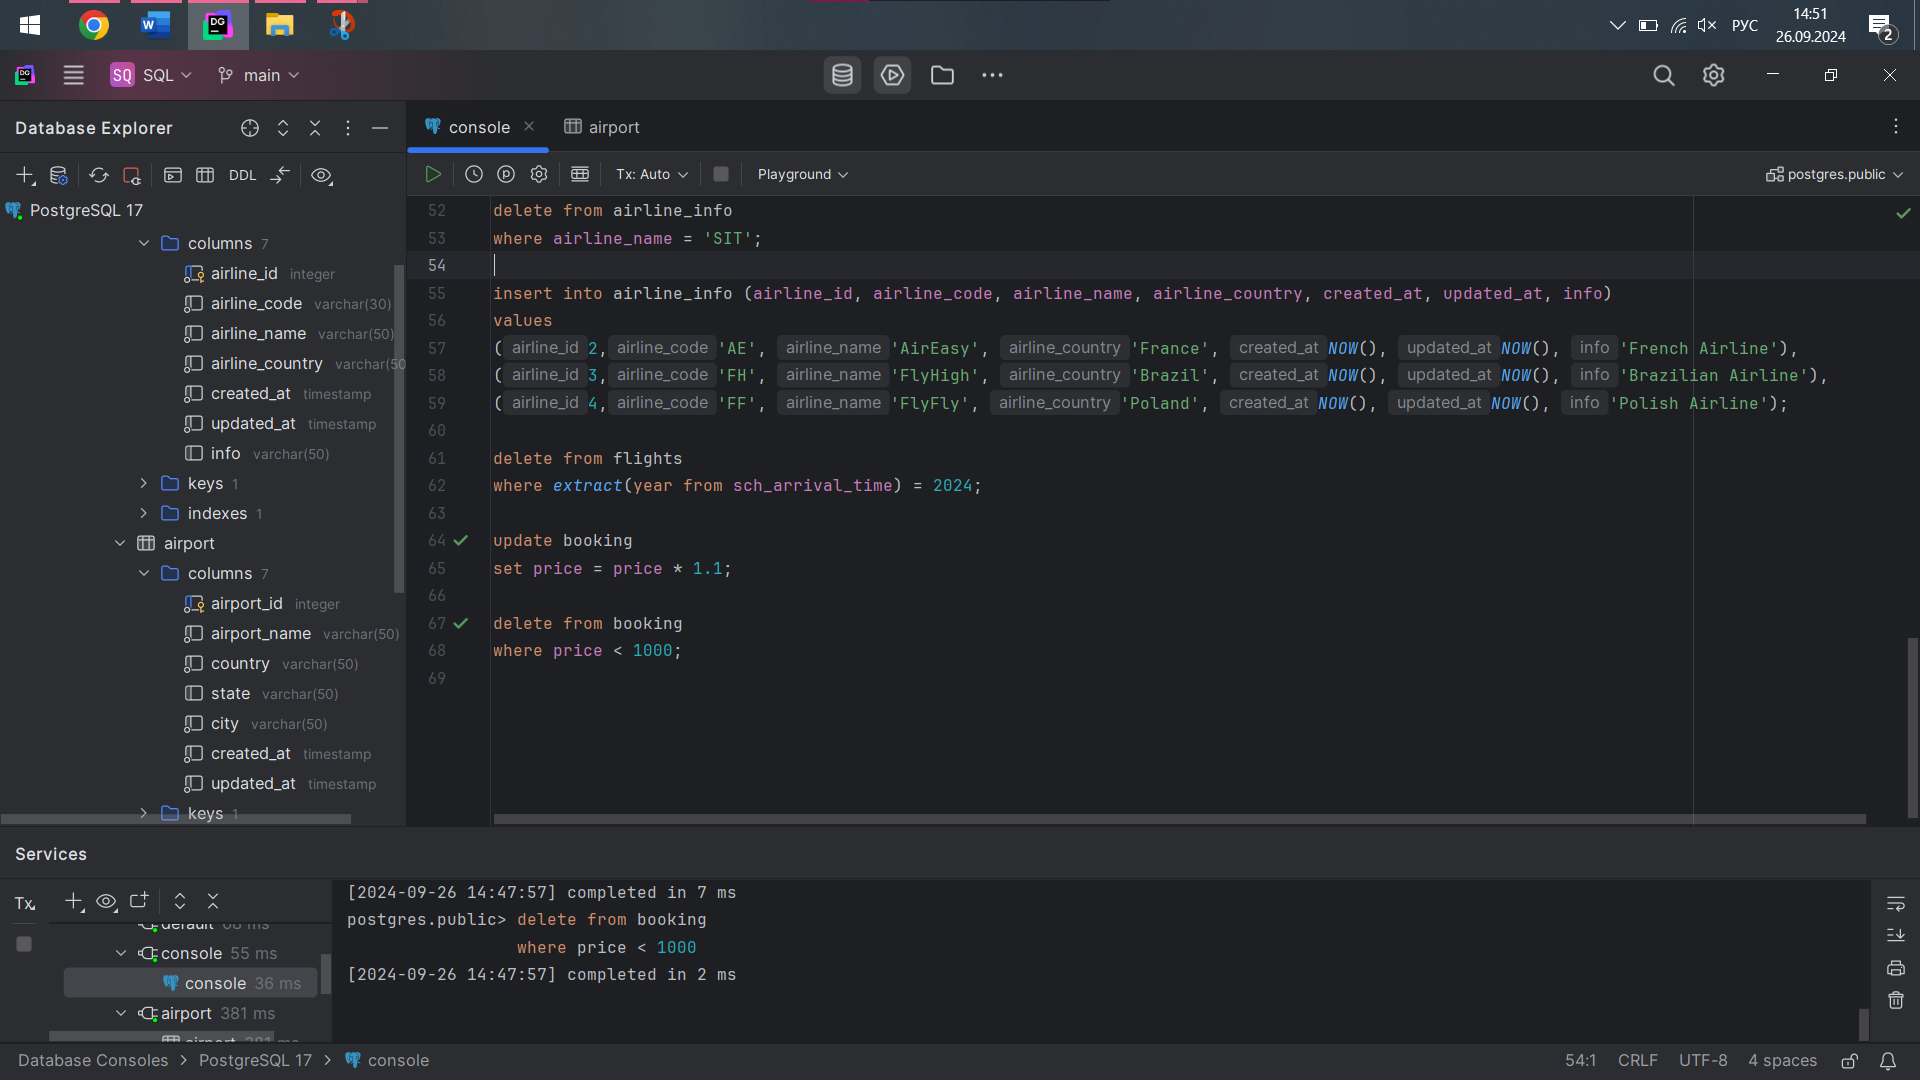 14:51
РУС
26.09.2024
2
SQ SQL
main
Database Explorer
console
airport
DDL
Tx: Auto
Playground
postgres.public
PostgreSQL 17
columns 7
airline_id integer
airline_code varchar(30)
airline_name varchar(50)
airline_country varchar(50
created_at timestamp
updated_at timestamp
info varchar(50)
keys 1
indexes 1
airport
columns 7
airport_id integer
airport_name varchar(50)
country varchar(50)
state varchar(50)
city varchar(50)
created_at timestamp
updated_at timestamp
keys 1
52 delete from airline_info
53 where airline_name = 'SIT';
54
55 insert into airline_info (airline_id, airline_code, airline_name, airline_country, created_at, updated_at, info)
56 values
57 ( airline_id 2, airline_code 'AE', airline_name 'AirEasy', airline_country 'France', created_at NOW(), updated_at NOW(), info 'French Airline'),
58 ( airline_id 3, airline_code 'FH', airline_name 'FlyHigh', airline_country 'Brazil', created_at NOW(), updated_at NOW(), info 'Brazilian Airline'),
59 ( airline_id 4, airline_code 'FF', airline_name 'FlyFly', airline_country 'Poland', created_at NOW(), updated_at NOW(), info 'Polish Airline');
60
61 delete from flights
62 where extract(year from sch_arrival_time) = 2024;
63
64 update booking
65 set price = price * 1.1;
66
67 delete from booking
68 where price < 1000;
69
Services
Tx
default 68 ms
console 55 ms
console 36 ms
airport 381 ms
airport 381 ms
[2024-09-26 14:47:57] completed in 7 ms
postgres.public> delete from booking
where price < 1000
[2024-09-26 14:47:57] completed in 2 ms
Database Consoles > PostgreSQL 17 > console
54:1 CRLF UTF-8 4 spaces